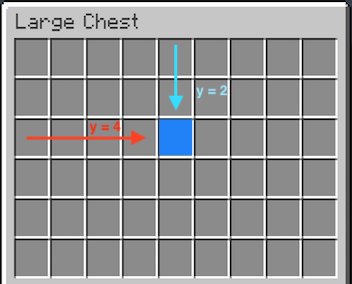 Large Chest
y = 2
y = 4